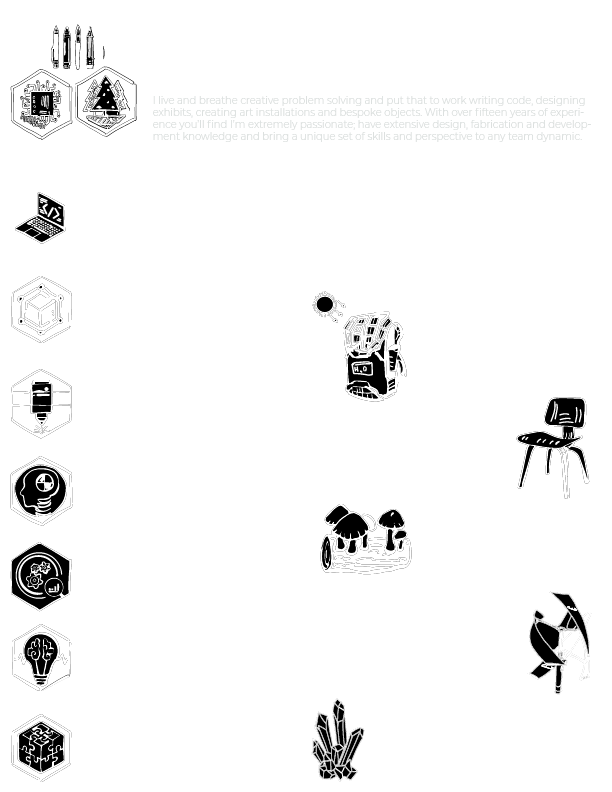 I live and breathe creative problem solving and put that to work writing code, designing
exhibits, creating art installations and bespoke objects. With over fifteen years of experi-
ence you'll find I'm extremely passionate; have extensive design, fabrication and develop-
ment knowledge and bring a unique set of skills and perspective to any team dynamic.
</>
H₂O